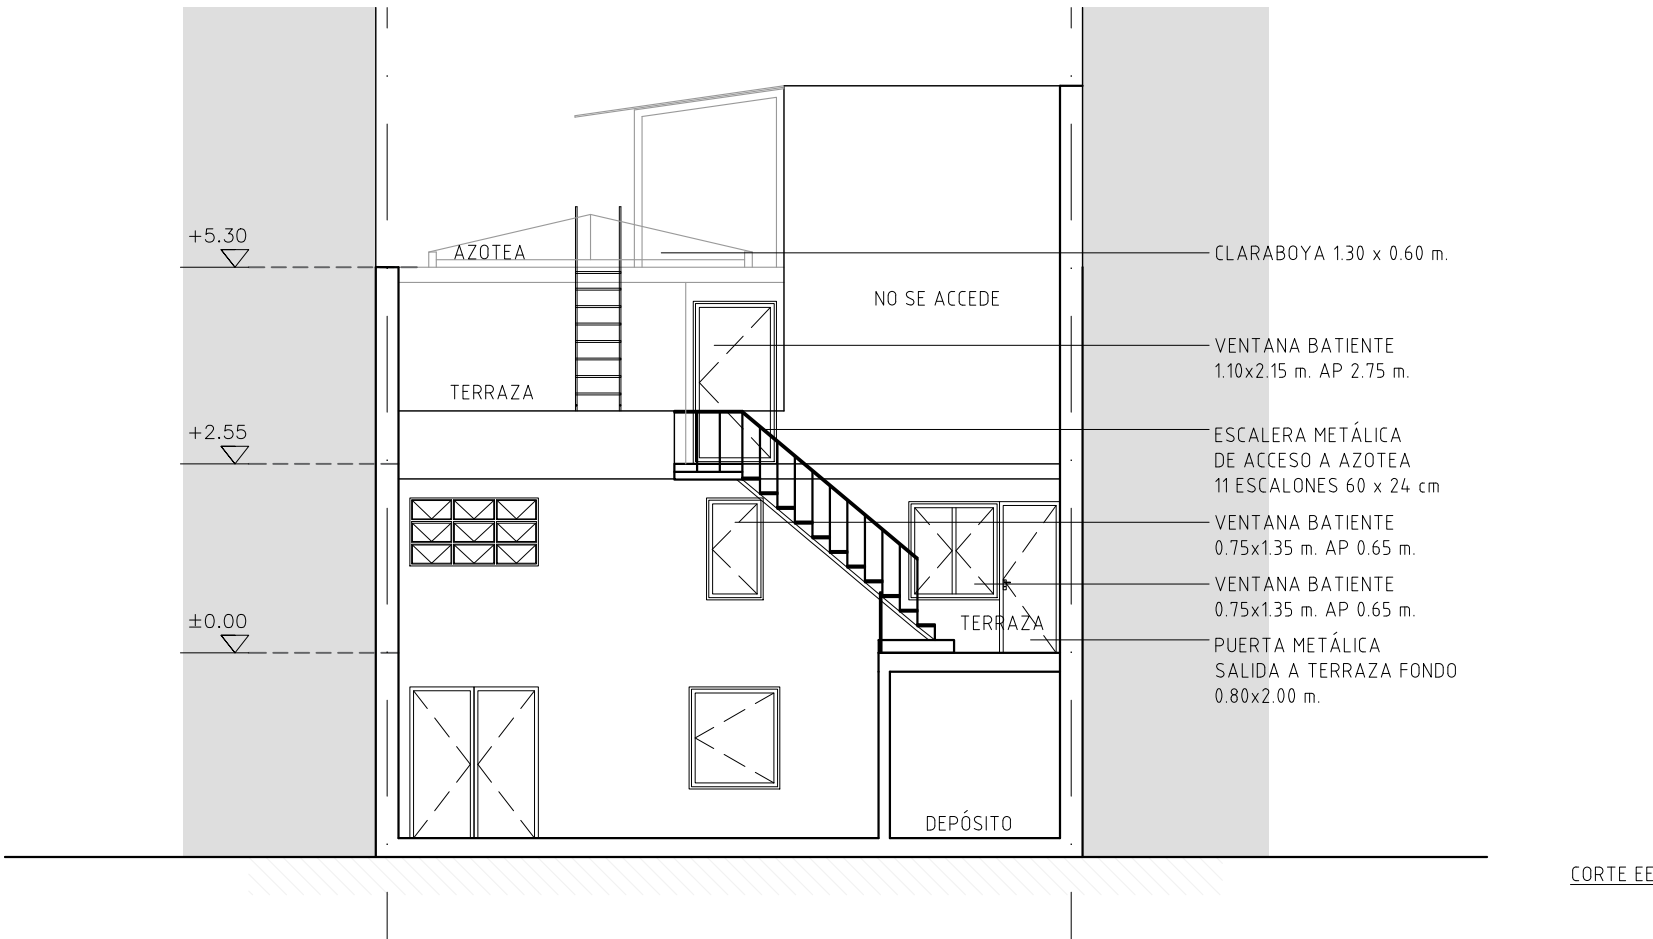 +5.30
AZOTEA
CLARABOYA 1.30 x 0.60 m.
NO SE ACCEDE
VENTANA BATIENTE
1.10x2.15 m. AP 2.75 m.
TERRAZA
+2.55
ESCALERA METÁLICA
DE ACCESO A AZOTEA
11 ESCALONES 60 x 24 cm
VENTANA BATIENTE
0.75x1.35 m. AP 0.65 m.
VENTANA BATIENTE
0.75x1.35 m. AP 0.65 m.
±0.00
TERRAZA
PUERTA METÁLICA
SALIDA A TERRAZA FONDO
0.80x2.00 m.
DEPÓSITO
CORTE EE